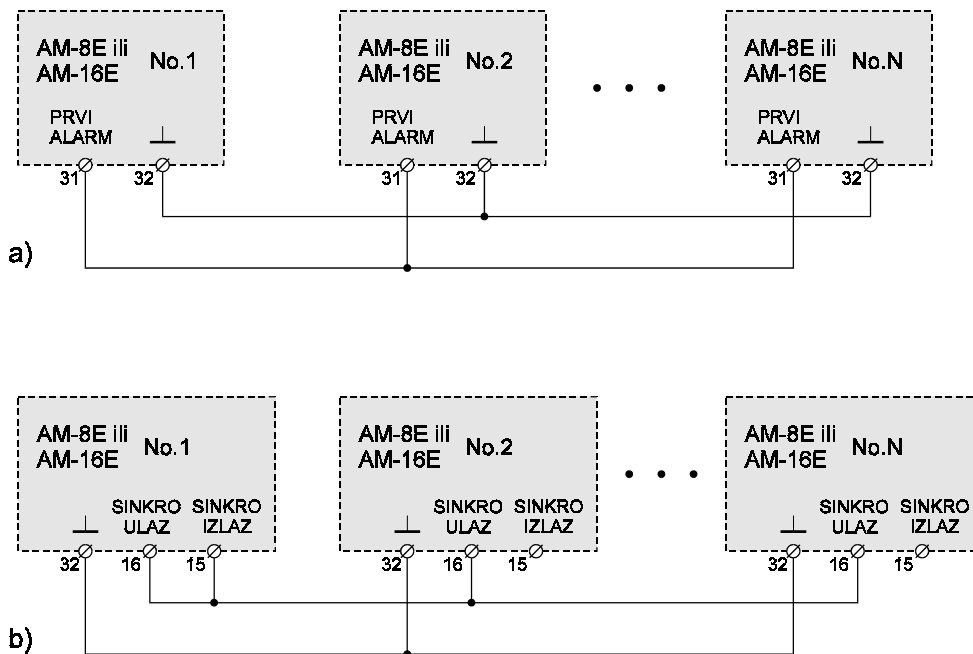 AM-8E ili
AM-16E
No.1
PRVI
ALARM
31
32
AM-8E ili
AM-16E
No.2
PRVI
ALARM
31
32
AM-8E ili
AM-16E
No.N
PRVI
ALARM
31
32
a)
AM-8E ili
AM-16E
No.1
SINKRO
ULAZ
SINKRO
IZLAZ
32
16
15
AM-8E ili
AM-16E
No.2
SINKRO
ULAZ
SINKRO
IZLAZ
32
16
15
AM-8E ili
AM-16E
No.N
SINKRO
ULAZ
SINKRO
IZLAZ
32
16
15
b)